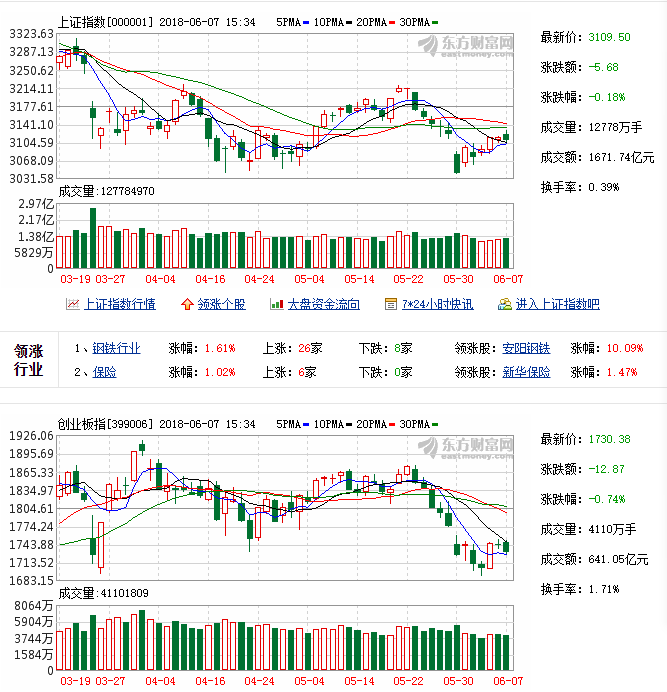 上证指数[000001] 2018-06-07 15:34 5PMA 10PMA 20PMA 30PMA
东方财富网
eastmoney.com
3323.63
3287.13
3250.62
3214.11
3177.61
3141.10
3104.59
3068.09
3031.58
最新价: 3109.50
涨跌额: -5.68
涨跌幅: -0.18%
成交量: 12778万手
成交额: 1671.74亿元
换手率: 0.39%
成交量:127784970
2.97亿
2.17亿
1.38亿
5829万
0
03-19 03-27 04-04 04-16 04-24 05-04 05-14 05-22 05-30 06-07
上证指数行情 领涨个股 大盘资金流向 7*24小时快讯 进入上证指数吧
领涨行业
1、钢铁行业 涨幅: 1.61% 上涨: 26家 下跌: 8家 领涨股: 安阳钢铁 涨幅: 10.09%
2、保险 涨幅: 1.02% 上涨: 6家 下跌: 0家 领涨股: 新华保险 涨幅: 1.47%
创业板指[399006] 2018-06-07 15:34 5PMA 10PMA 20PMA 30PMA
东方财富网
eastmoney.com
1926.06
1895.69
1865.33
1834.97
1804.61
1774.24
1743.88
1713.52
1683.15
最新价: 1730.38
涨跌额: -12.87
涨跌幅: -0.74%
成交量: 4110万手
成交额: 641.05亿元
换手率: 1.71%
成交量:41101809
8064万
5904万
3744万
1584万
0
03-19 03-27 04-04 04-16 04-24 05-04 05-14 05-22 05-30 06-07